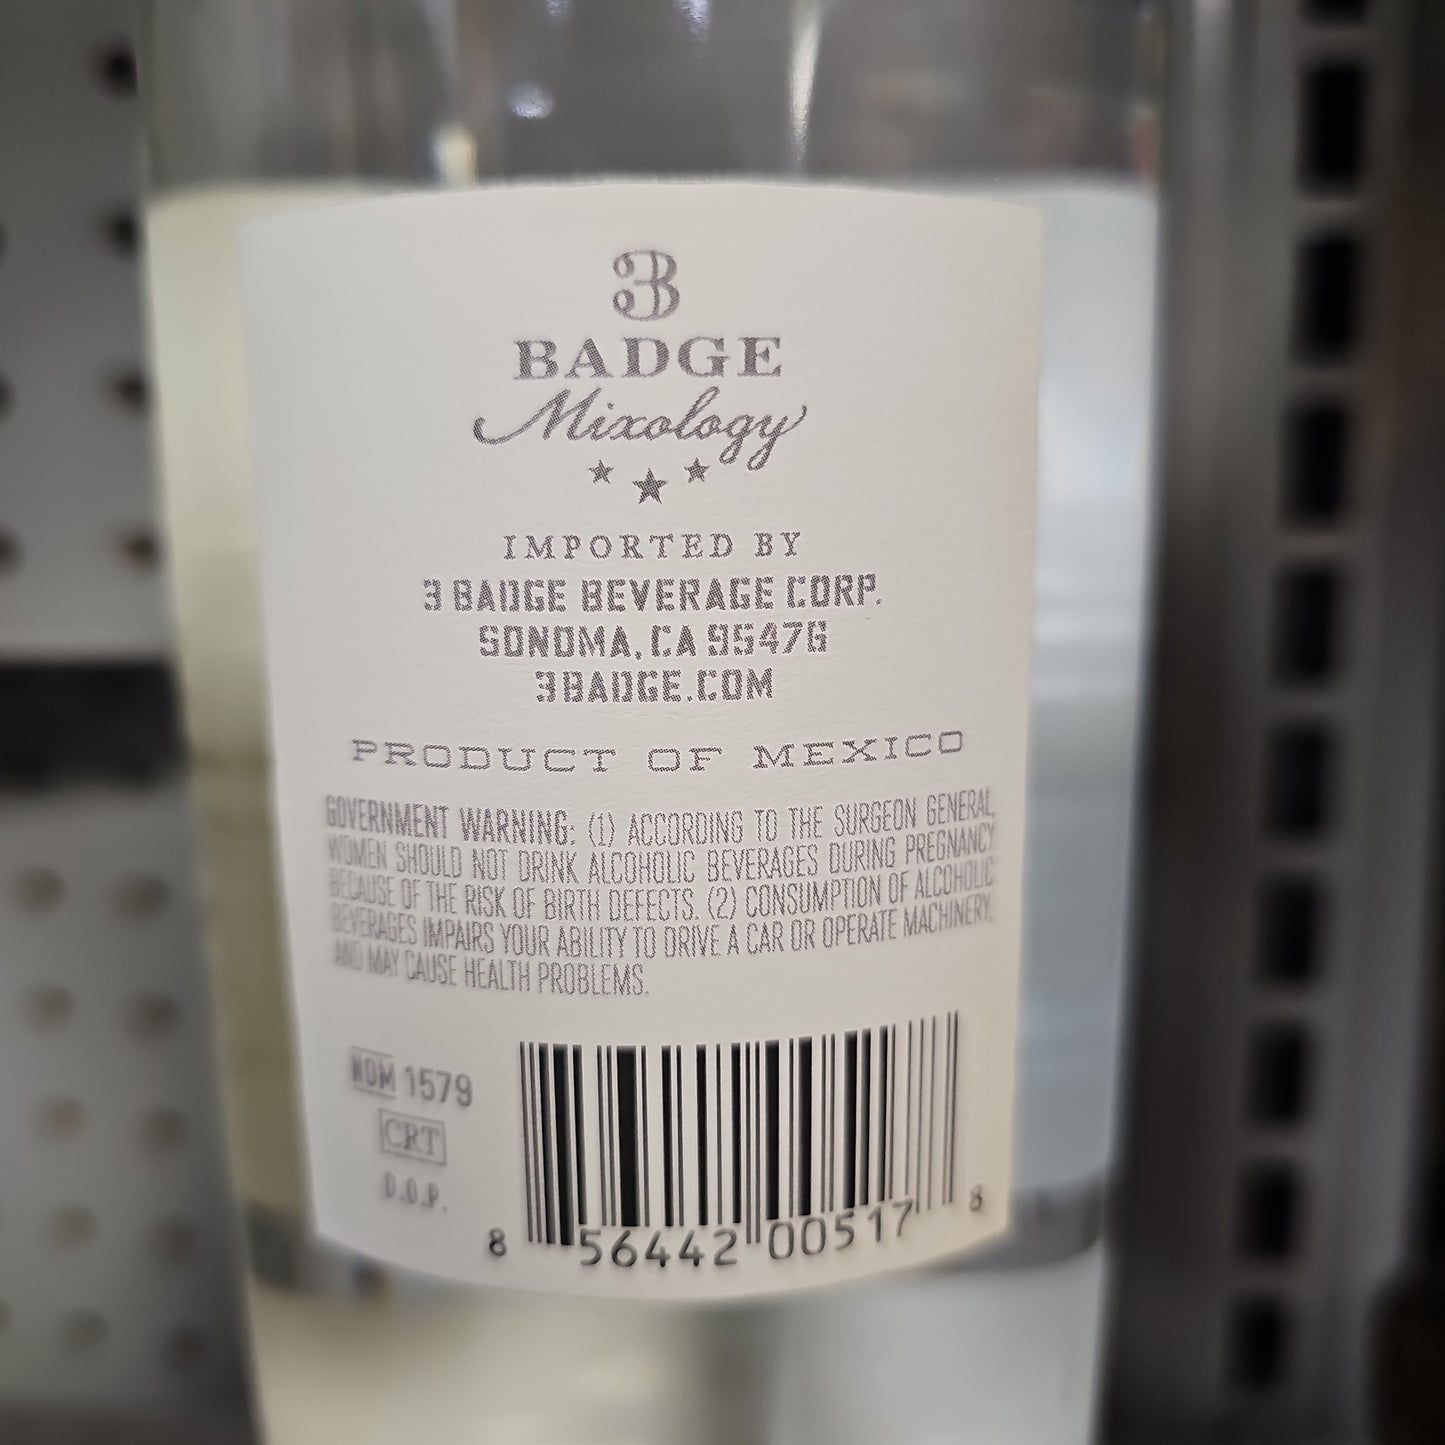 3
BADGE
Mixology
IMPORTED BY
3 BADGE BEVERAGE CORP.
SONOMA, CA 95476
3BADGE.COM
PRODUCT OF MEXICO
GOVERNMENT WARNING: (1) ACCORDING TO THE SURGEON GENERAL,
WOMEN SHOULD NOT DRINK ALCOHOLIC BEVERAGES DURING PREGNANCY
BECAUSE OF THE RISK OF BIRTH DEFECTS. (2) CONSUMPTION OF ALCOHOLIC
BEVERAGES IMPAIRS YOUR ABILITY TO DRIVE A CAR OR OPERATE MACHINERY,
AND MAY CAUSE HEALTH PROBLEMS.
NOM 1579
CRT
D.O.P.
8 56442 00517 8